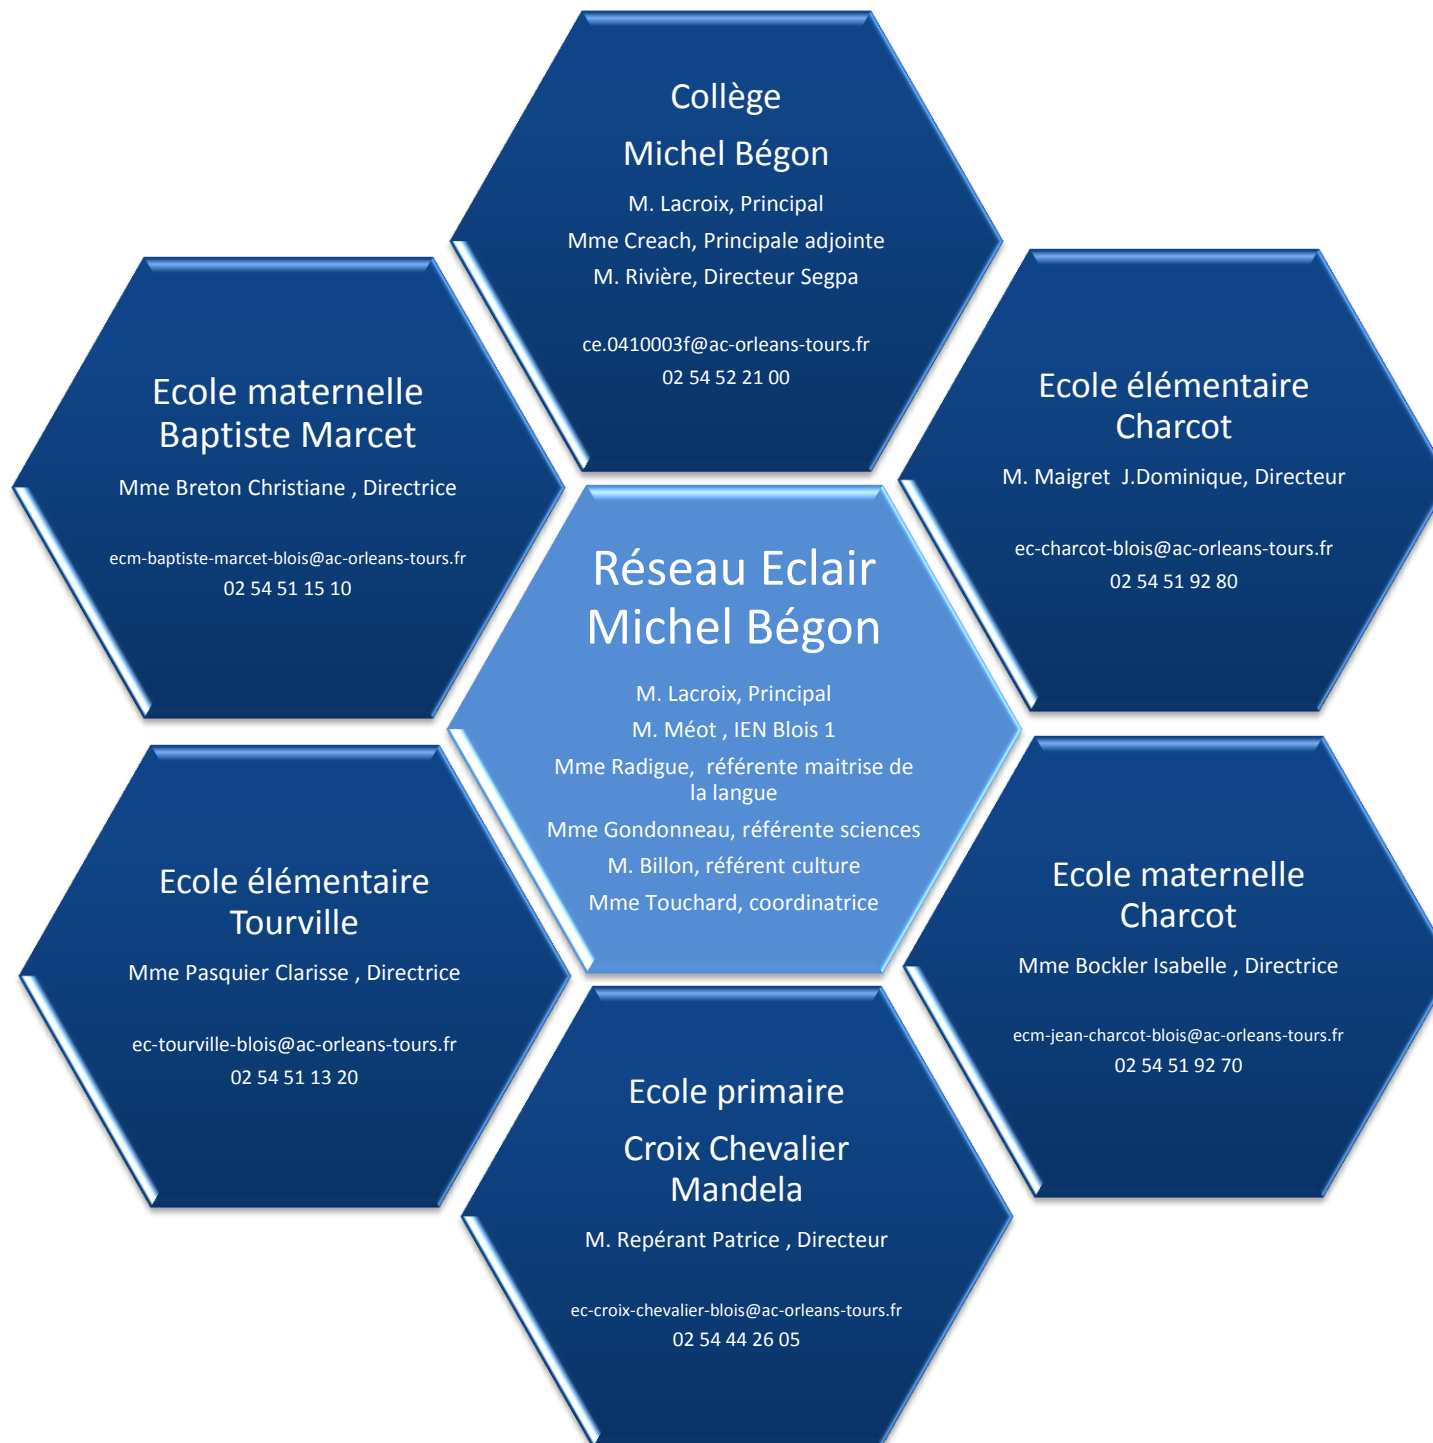 Collège
Michel Bégon
M. Lacroix, Principal
Mme Creach, Principale adjointe
M. Rivière, Directeur Segpa
ce.0410003f@ac-orleans-tours.fr
02 54 52 21 00
Ecole maternelle
Baptiste Marcet
Mme Breton Christiane , Directrice
ecm-baptiste-marcet-blois@ac-orleans-tours.fr
02 54 51 15 10
Ecole élémentaire
Charcot
M. Maigret  J.Dominique, Directeur
ec-charcot-blois@ac-orleans-tours.fr
02 54 51 92 80
Réseau Eclair
Michel Bégon
M. Lacroix, Principal
M. Méot , IEN Blois 1
Mme Radigue,  référente maitrise de
la langue
Mme Gondonneau, référente sciences
M. Billon, référent culture
Mme Touchard, coordinatrice
Ecole élémentaire
Tourville
Mme Pasquier Clarisse , Directrice
ec-tourville-blois@ac-orleans-tours.fr
02 54 51 13 20
Ecole maternelle
Charcot
Mme Bockler Isabelle , Directrice
ecm-jean-charcot-blois@ac-orleans-tours.fr
02 54 51 92 70
Ecole primaire
Croix Chevalier
Mandela
M. Repérant Patrice , Directeur
ec-croix-chevalier-blois@ac-orleans-tours.fr
02 54 44 26 05